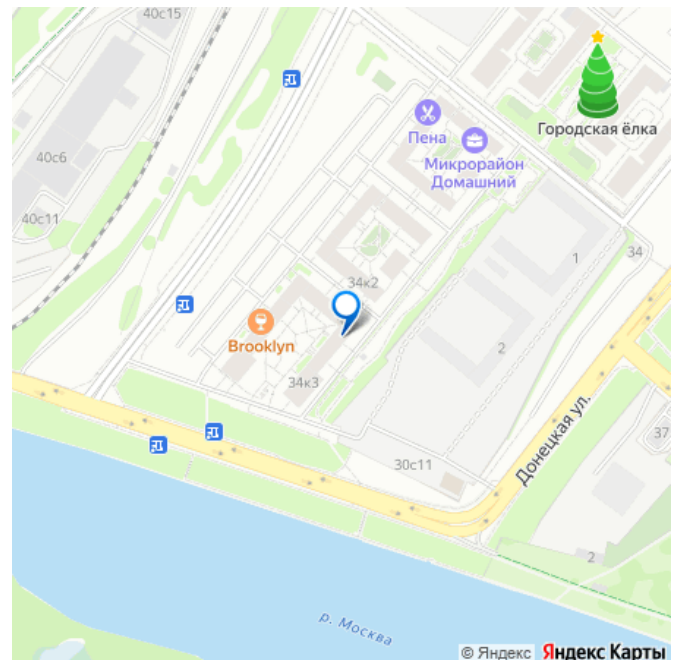 40с15
Городская ёлка
Пена
Микрорайон
Домашний
40с6
40с11
34
1
34к2
Brooklyn
2
34к3
Донецкая ул.
37
30с11
2
р. Москва
© Яндекс Яндекс Карты